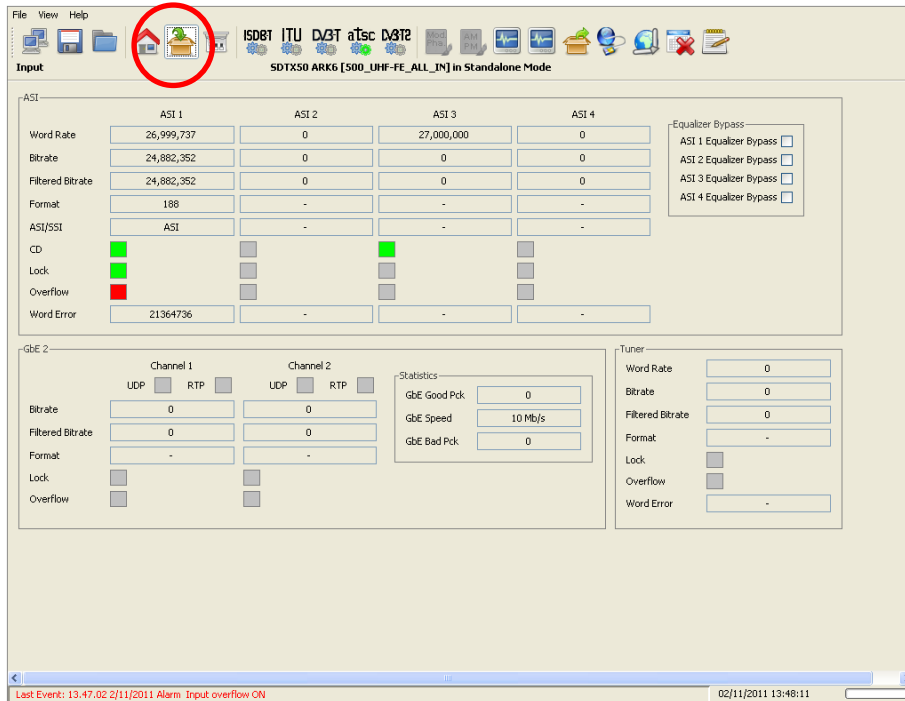 File View Help
ISDBT ITU DVBT atsc DVBT2 Mod. Pha. AM PM
Input SDTX50 ARK6 [500_UHF-FE_ALL_IN] in Standalone Mode
ASI
ASI 1 ASI 2 ASI 3 ASI 4
Word Rate 26,999,737 0 27,000,000 0
Bitrate 24,882,352 0 0 0
Filtered Bitrate 24,882,352 0 0 0
Format 188 - - -
ASI/SSI ASI - - -
CD
Lock
Overflow
Word Error 21364736 - - -
Equalizer Bypass
ASI 1 Equalizer Bypass
ASI 2 Equalizer Bypass
ASI 3 Equalizer Bypass
ASI 4 Equalizer Bypass
GbE 2
Channel 1 Channel 2
UDP RTP UDP RTP
Bitrate 0 0
Filtered Bitrate 0 0
Format - -
Lock
Overflow
Statistics
GbE Good Pck 0
GbE Speed 10 Mb/s
GbE Bad Pck 0
Tuner
Word Rate 0
Bitrate 0
Filtered Bitrate 0
Format -
Lock
Overflow
Word Error -
Last Event: 13.47.02 2/11/2011 Alarm Input overflow ON 02/11/2011 13:48:11